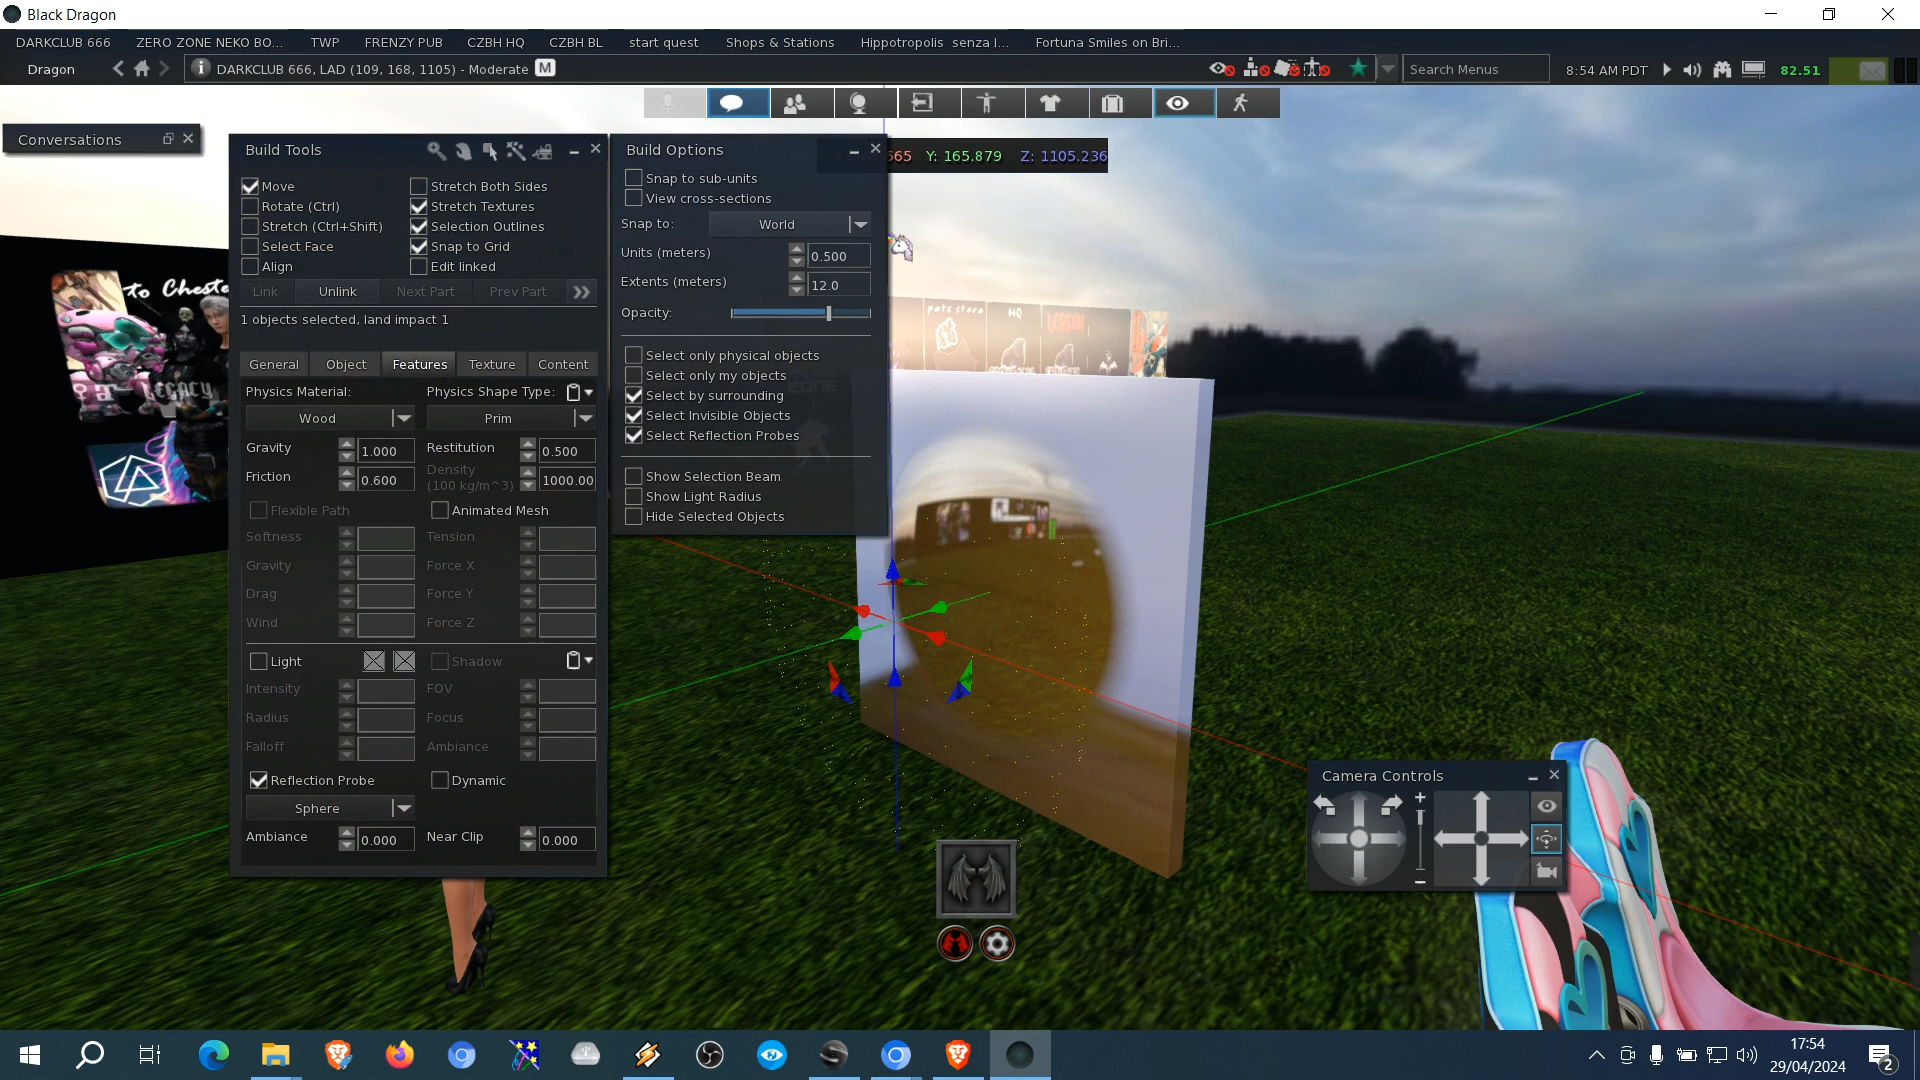 Black Dragon
DARKCLUB 666 ZERO ZONE NEKO BO... TWP FRENZY PUB CZBH HQ CZBH BL start quest Shops & Stations Hippotropolis senza l... Fortuna Smiles on Bri...
Dragon DARKCLUB 666, LAD (109, 168, 1105) - Moderate M Search Menus 8:54 AM PDT 82.51
Conversations
Build Tools
Move Stretch Both Sides
Rotate (Ctrl) Stretch Textures
Stretch (Ctrl+Shift) Selection Outlines
Select Face Snap to Grid
Align Edit linked
Link Unlink Next Part Prev Part
1 objects selected, land impact 1
General Object Features Texture Content
Physics Material: Physics Shape Type:
Wood Prim
Gravity 1.000 Restitution 0.500
Friction 0.600 Density (100 kg/m^3) 1000.00
Flexible Path Animated Mesh
Softness Tension
Gravity Force X
Drag Force Y
Wind Force Z
Light Shadow
Intensity FOV
Radius Focus
Falloff Ambiance
Reflection Probe Dynamic
Sphere
Ambiance 0.000 Near Clip 0.000
Build Options
Snap to sub-units
View cross-sections
Snap to: World
Units (meters) 0.500
Extents (meters) 12.0
Opacity:
Select only physical objects
Select only my objects
Select by surrounding
Select Invisible Objects
Select Reflection Probes
Show Selection Beam
Show Light Radius
Hide Selected Objects
665 Y: 165.879 Z: 1105.236
to Cheste
LEGACY
pets store
HQ
Camera Controls
17:54
29/04/2024
2